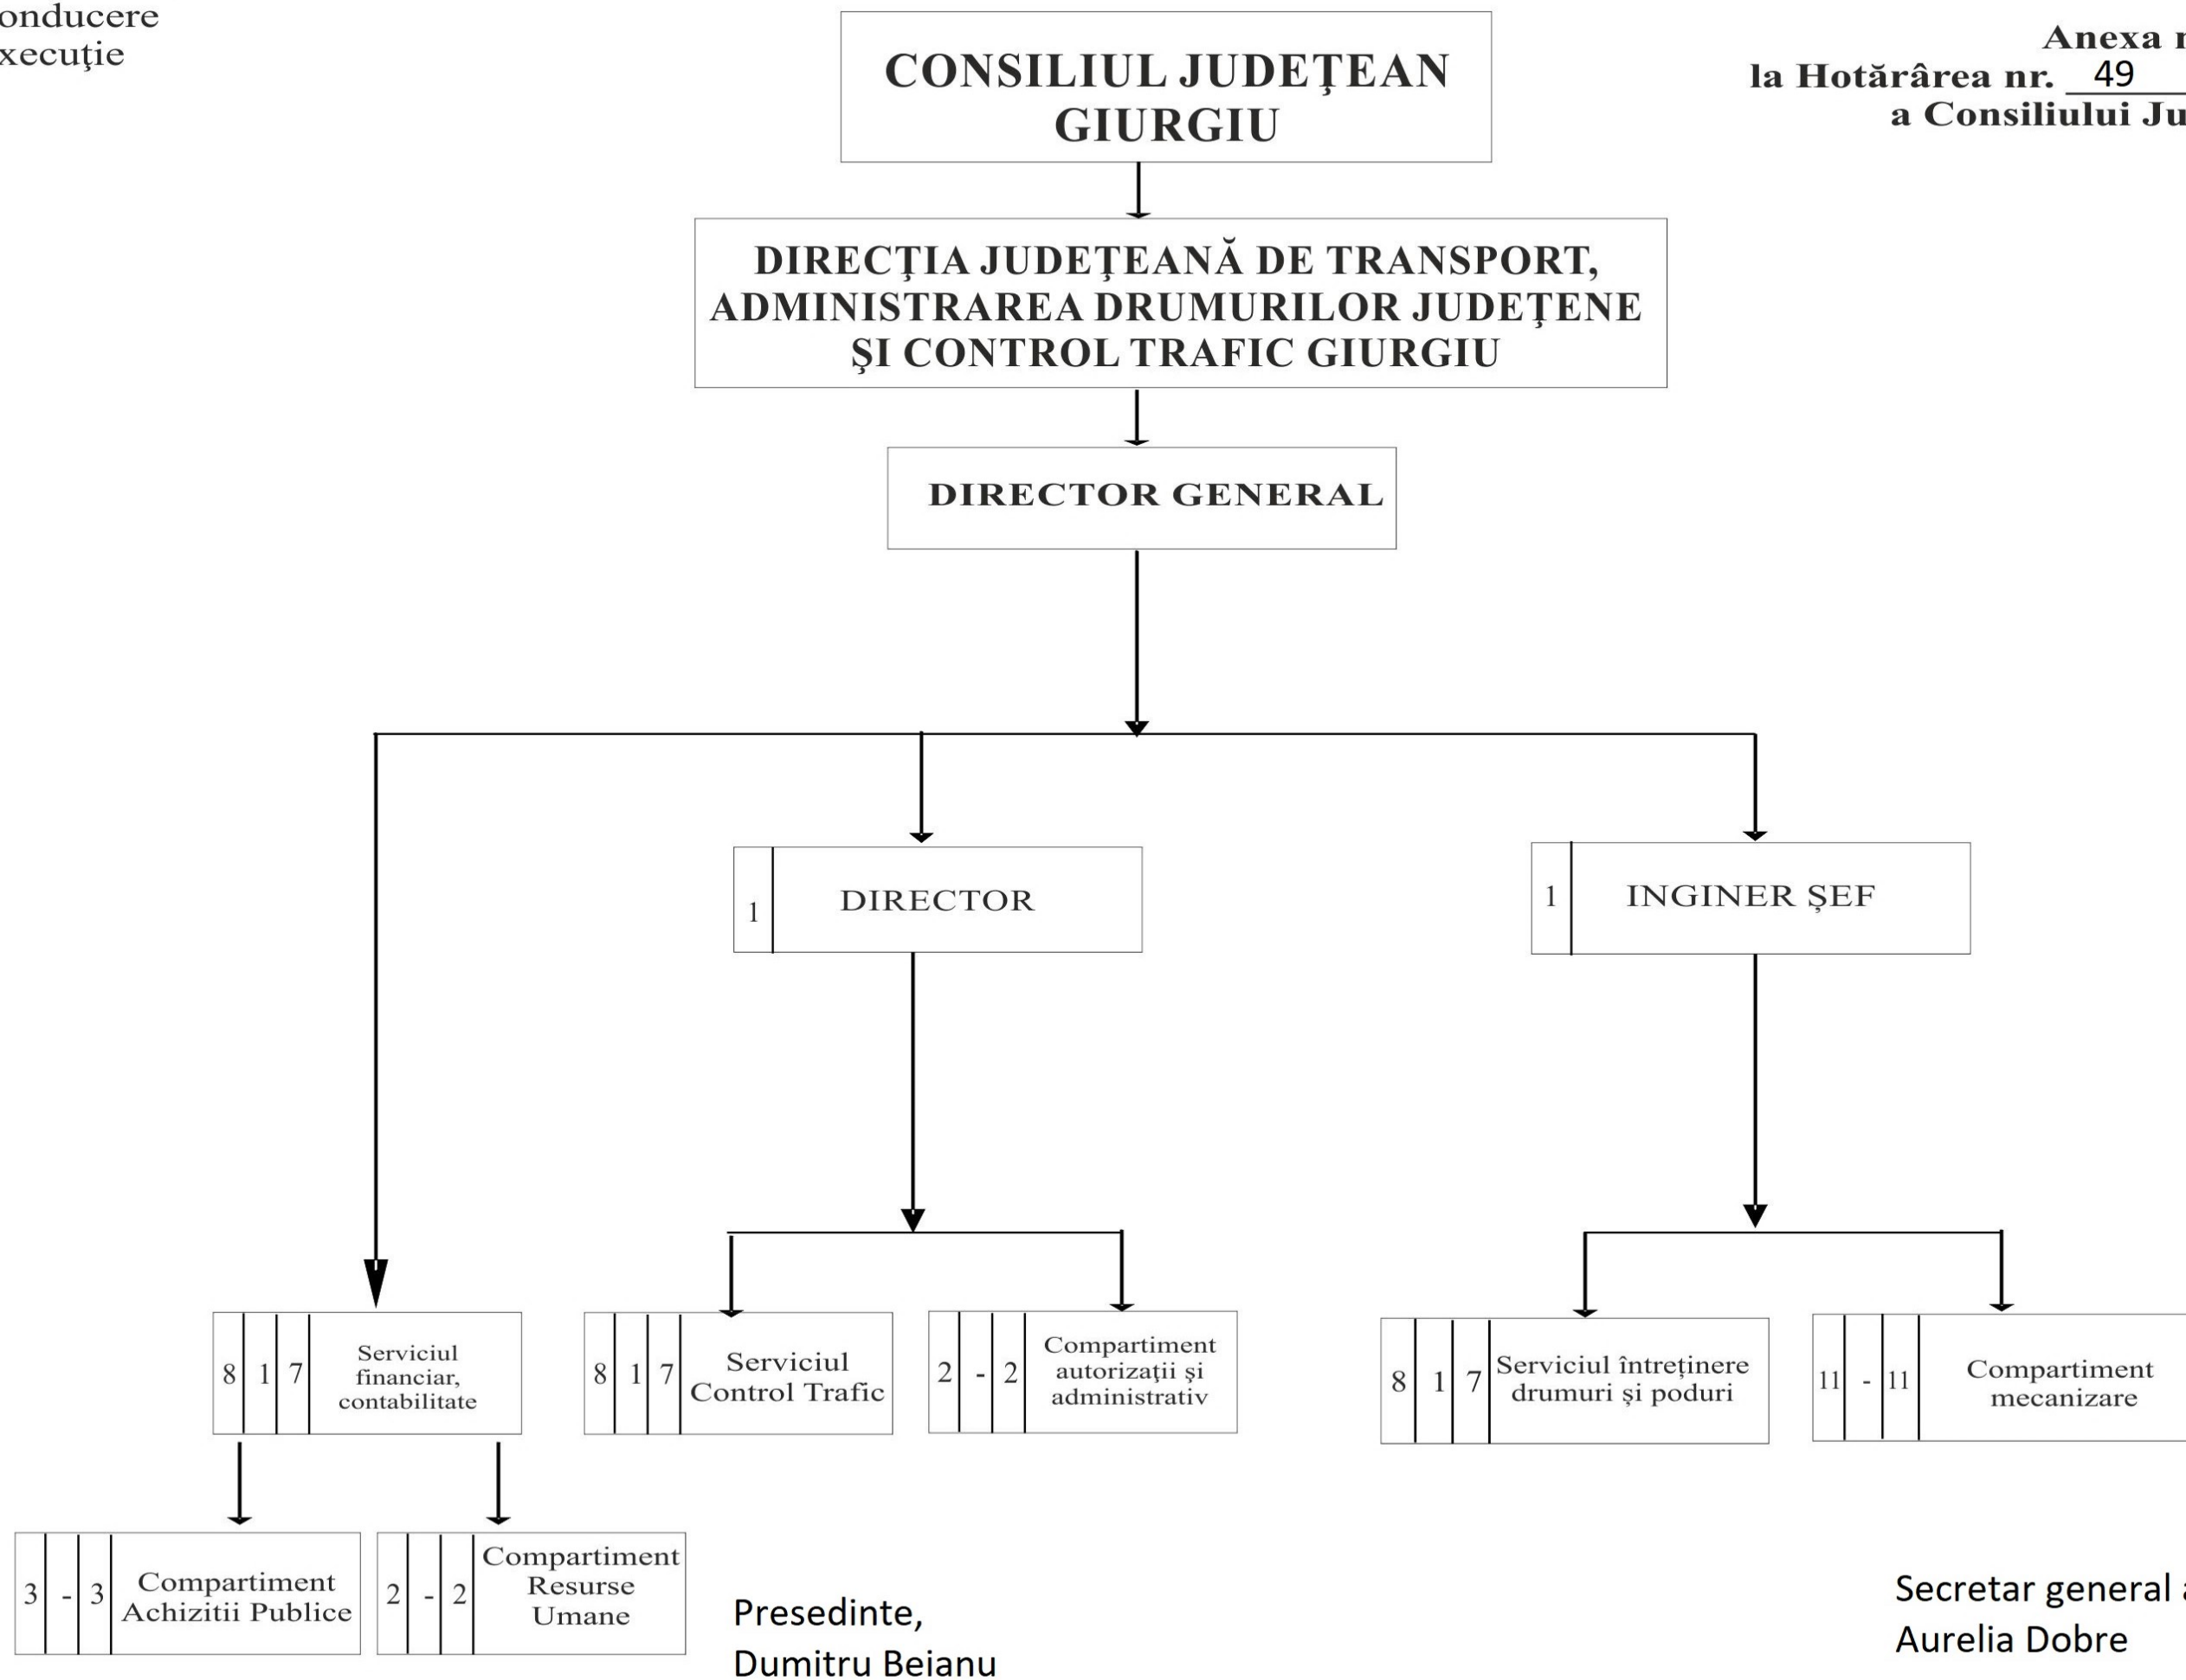 onducere
xecuţie
Anexa
la Hotărârea nr. 49
a Consiliului
CONSILIUL JUDEŢEAN
GIURGIU
DIRECŢIA JUDEŢEANĂ DE TRANSPORT,
ADMINISTRAREA DRUMURILOR JUDEŢENE
ŞI CONTROL TRAFIC GIURGIU
DIRECTOR GENERAL
1 DIRECTOR
1 INGINER ŞEF
8 1 7 Serviciul
financiar,
contabilitate
8 1 7 Serviciul
Control Trafic
2 - 2 Compartiment
autorizaţii şi
administrativ
8 1 7 Serviciul întreținere
drumuri și poduri
11 - 11 Compartiment
mecanizare
3 - 3 Compartiment
Achizitii Publice
2 - 2 Compartiment
Resurse
Umane
Presedinte,
Dumitru Beianu
Secretar general
Aurelia Dobre